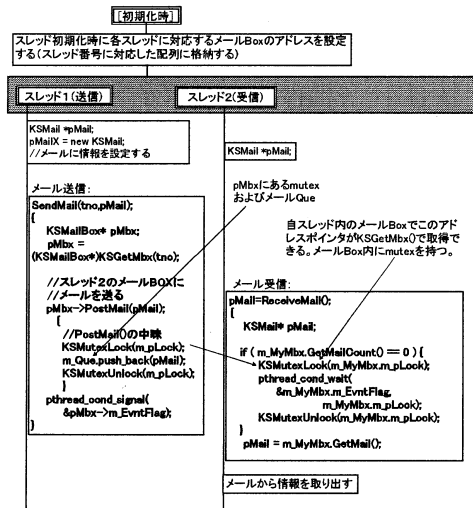 [初期化時]
スレッド初期化時に各スレッドに対応するメールBoxのアドレスを設定
する(スレッド番号に対応した配列に格納する)
スレッド1(送信)
スレッド2(受信)
KSMail *pMail;
pMailX = new KSMail;
//メールに情報を設定する
KSMail *pMail;
メール送信:
SendMail(tno,pMail);
{
KSMailBox* pMbx;
pMbx =
(KSMailBox*)KSGetMbx(tno);
//スレッド2のメールBOXに
//メールを送る
pMbx->PostMail(pMail);
{
//PostMail()の中味
KSMutexLock(m_pLock);
m_Que.push_back(pMail);
KSMutexUnlock(m_pLock);
}
pthread_cond_signal(
&pMbx->m_EvntFlag);
}
pMbxにあるmutex
およびメールQue
自スレッド内のメールBoxでこのアド
レスポインタがKSGetMbx()で取得で
きる。メールBox内にmutexを持つ。
メール受信:
pMail=ReceiveMail();
{
KSMail* pMail;
if ( m_MyMbx.GetMailCount() == 0 ) {
KSMutexLock(m_MyMbx.m_pLock);
pthread_cond_wait(
&m_MyMbx.m_EvntFlag,
m_MyMbx.m_pLock);
KSMutexUnlock(m_MyMbx.m_pLock);
}
pMail = m_MyMbx.GetMail();
メールから情報を取り出す